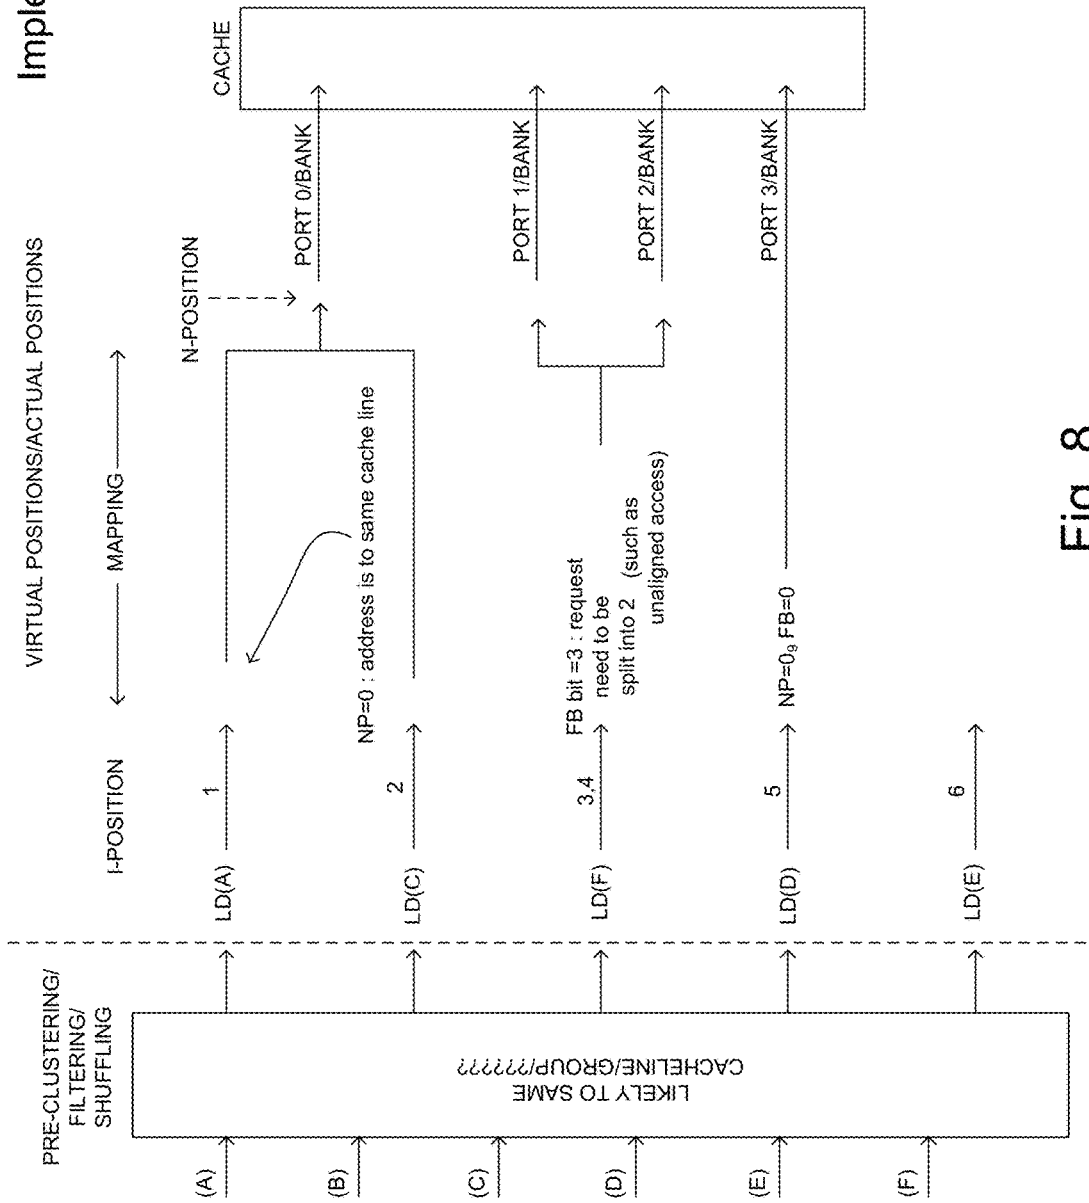 Imple
VIRTUAL POSITIONS/ACTUAL POSITIONS
MAPPING
PRE-CLUSTERING/
FILTERING/
SHUFFLING
I-POSITION
N-POSITION
CACHE
(A)
(B)
(C)
(D)
(E)
(F)
LIKELY TO SAME
CACHELINE/GROUP/??????
LD(A)
1
NP=0 : address is to same cache line
PORT 0/BANK
LD(C)
2
LD(F)
3,4
FB bit =3 : request
need to be
split into 2 (such as
unaligned access)
PORT 1/BANK
PORT 2/BANK
LD(D)
5
NP=0, FB=0
PORT 3/BANK
LD(E)
6
Fig. 8